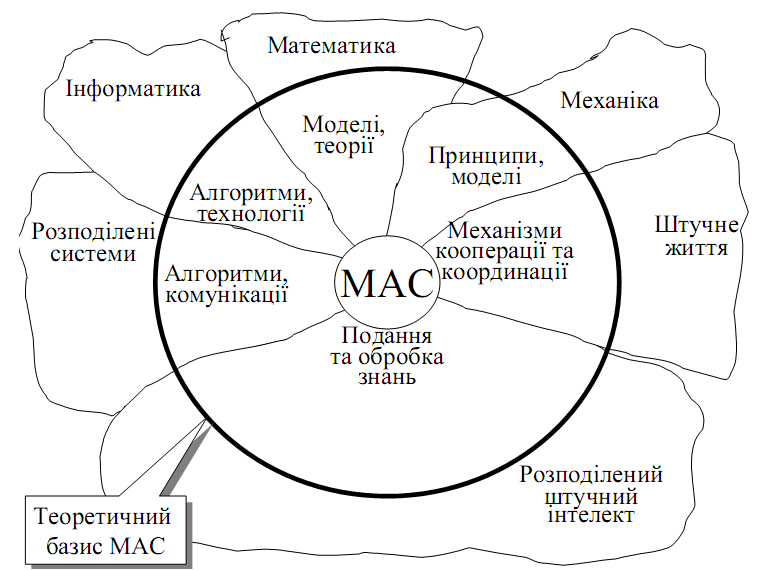 Математика
Інформатика
Механіка
Моделі,
теорії
Принципи,
моделі
Алгоритми,
технології
Розподілені
системи
Механізми
кооперації та
координації
Штучне
життя
Алгоритми,
комунікації
МАС
Подання
та обробка
знань
Розподілений
штучний
інтелект
Теоретичний
базис МАС